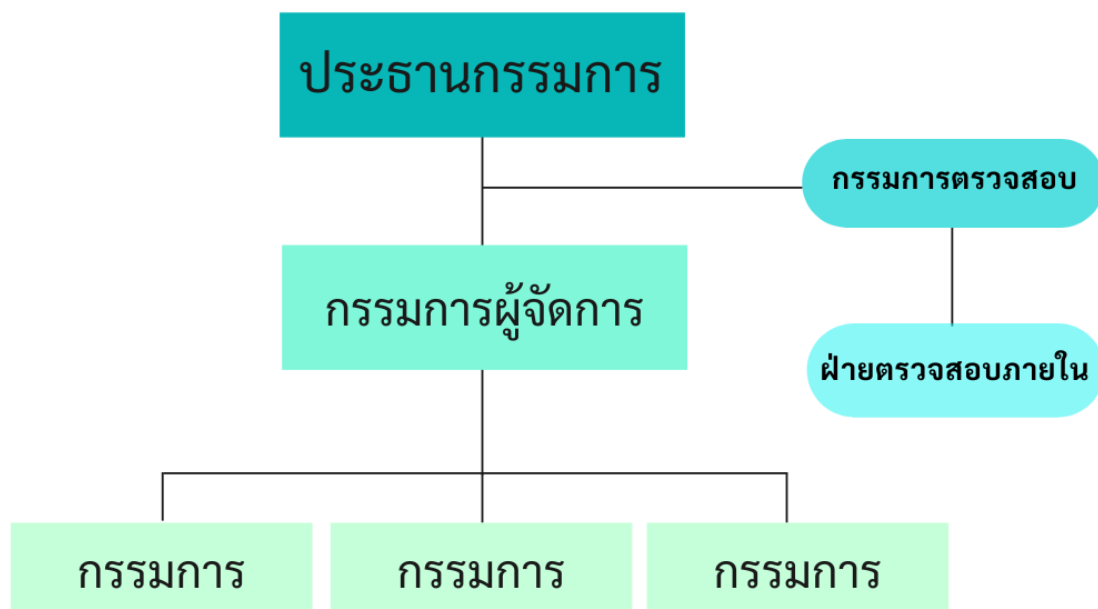 ประธานกรรมการ
กรรมการตรวจสอบ
กรรมการผู้จัดการ
ฝ่ายตรวจสอบภายใน
กรรมการ
กรรมการ
กรรมการ